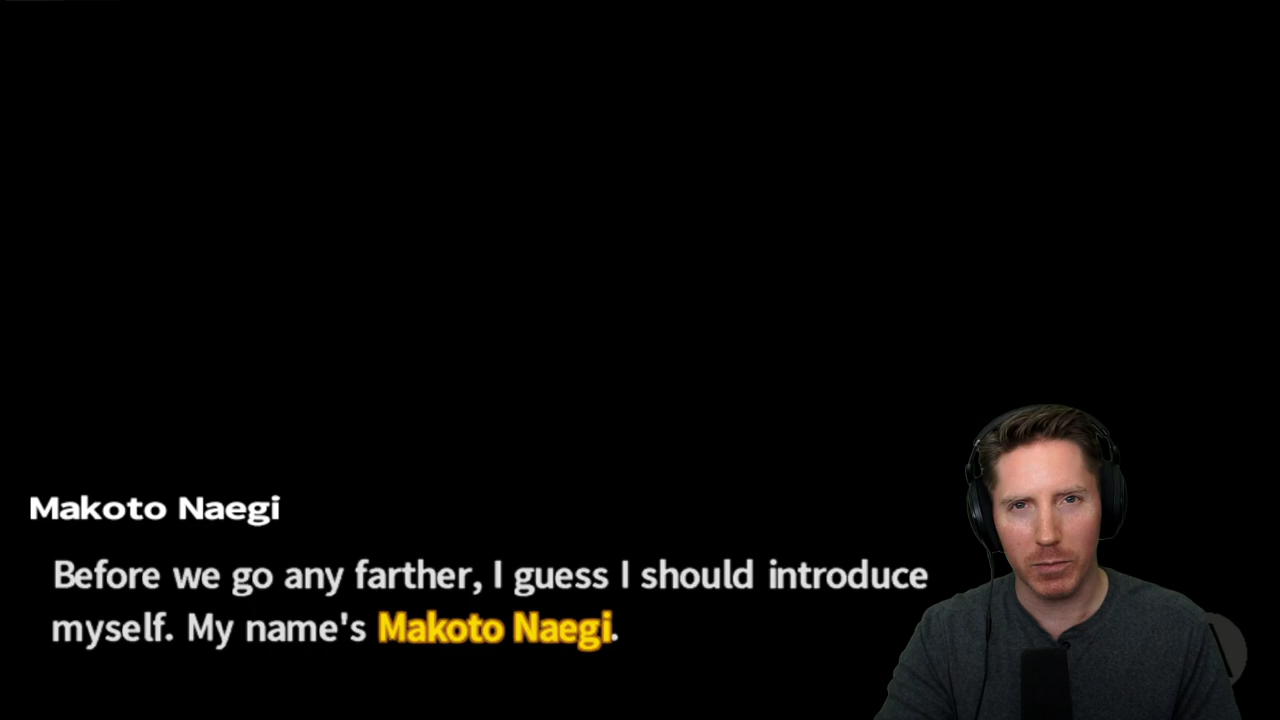 Makoto Naegi
Before we go any farther, I guess I should introduce
myself. My name's Makoto Naegi.